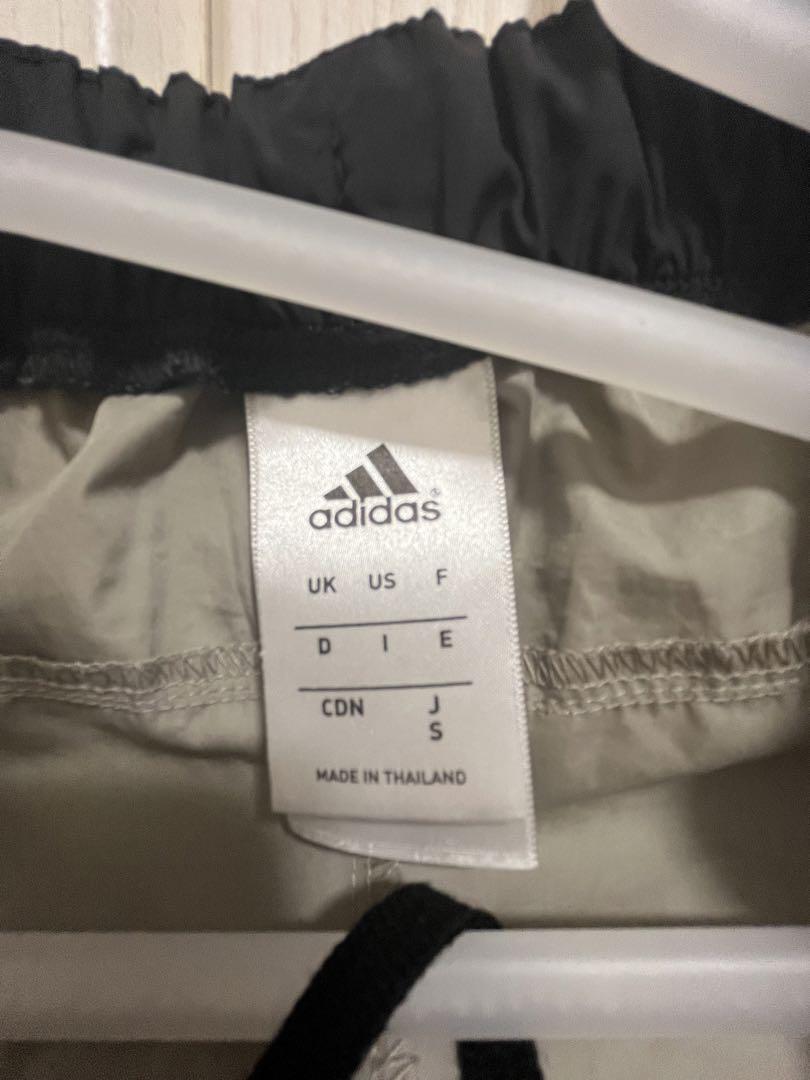 adidas®
UK US F
D I E
CDN J
S
MADE IN THAILAND